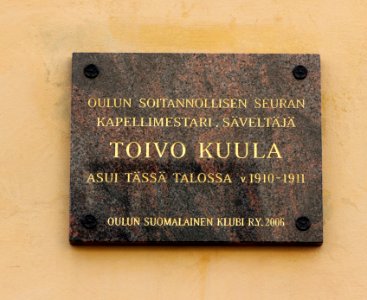 OULUN SOITANNOLLISEN SEURAN
KAPELLIMESTARI, SÄVELTÄJÄ
TOIVO KUULA
ASUI TÄSSÄ TALOSSA v.1910-1911
OULUN SUOMALAINEN KLUBI R.Y. 2006